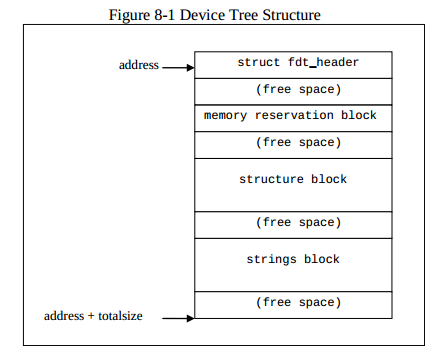 Figure 8-1 Device Tree Structure
address
struct fdt_header
(free space)
memory reservation block
(free space)
structure block
(free space)
strings block
(free space)
address + totalsize